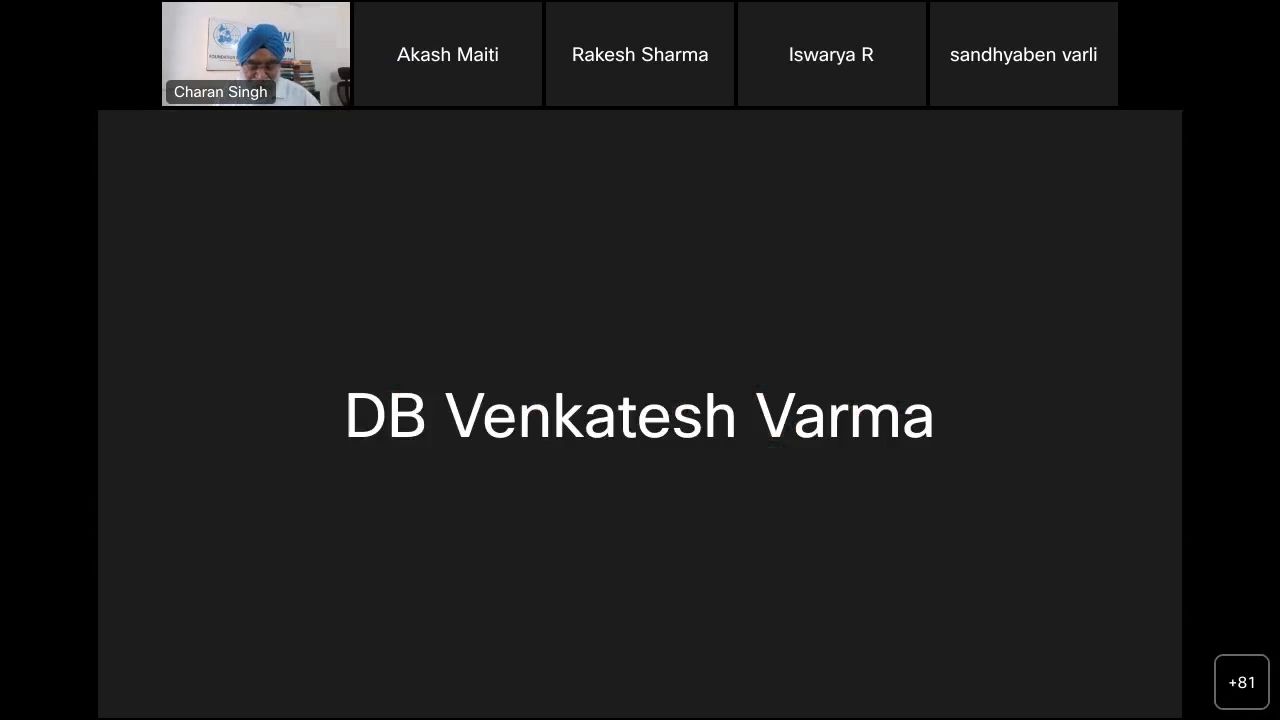 Charan Singh
Akash Maiti
Rakesh Sharma
Iswarya R
sandhyaben varli
DB Venkatesh Varma
+81